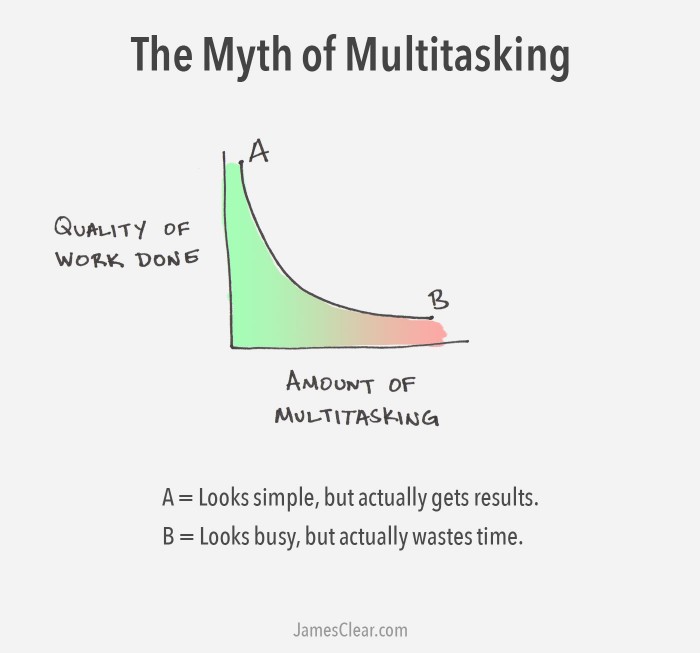 The Myth of Multitasking
A
QUALITY OF
WORK DONE
B
AMOUNT OF
MULTITASKING
A = Looks simple, but actually gets results.
B = Looks busy, but actually wastes time.
JamesClear.com